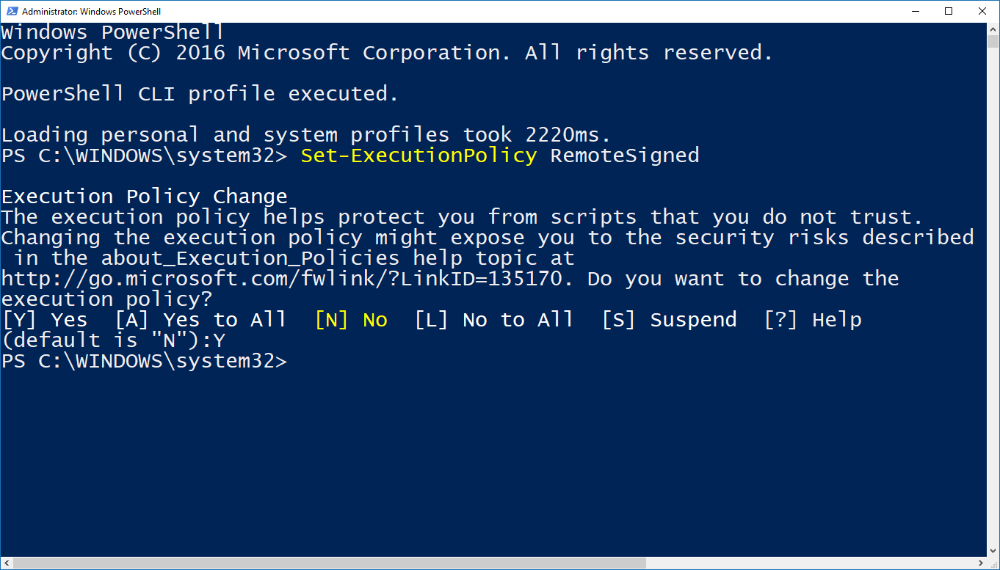 Administrator: Windows PowerShell
Windows PowerShell
Copyright (C) 2016 Microsoft Corporation. All rights reserved.
PowerShell CLI profile executed.
Loading personal and system profiles took 2220ms.
PS C:\WINDOWS\system32> Set-ExecutionPolicy RemoteSigned
Execution Policy Change
The execution policy helps protect you from scripts that you do not trust.
Changing the execution policy might expose you to the security risks described
 in the about_Execution_Policies help topic at
http://go.microsoft.com/fwlink/?LinkID=135170. Do you want to change the
execution policy?
[Y] Yes  [A] Yes to All  [N] No  [L] No to All  [S] Suspend  [?] Help
(default is "N"):Y
PS C:\WINDOWS\system32>